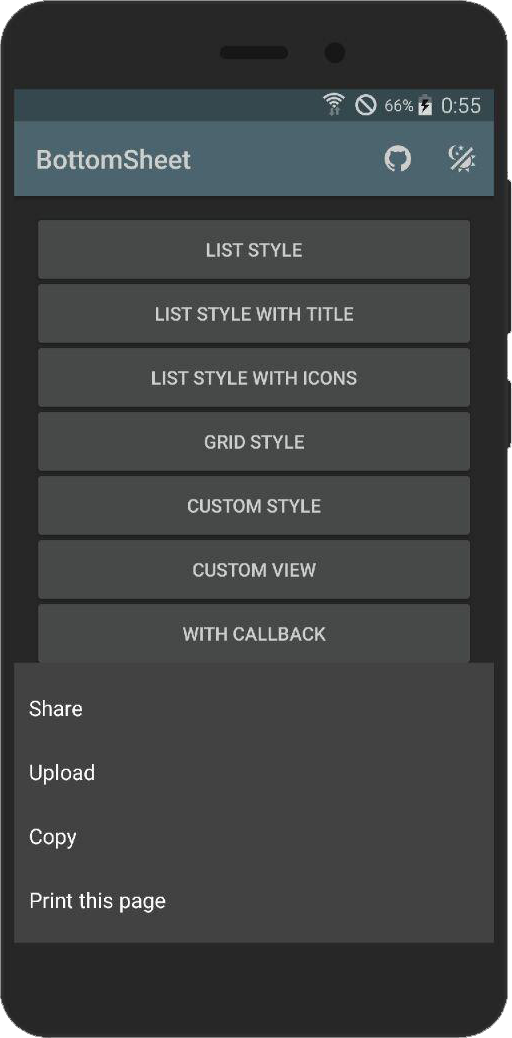 66% 0:55
BottomSheet
LIST STYLE
LIST STYLE WITH TITLE
LIST STYLE WITH ICONS
GRID STYLE
CUSTOM STYLE
CUSTOM VIEW
WITH CALLBACK
Share
Upload
Copy
Print this page